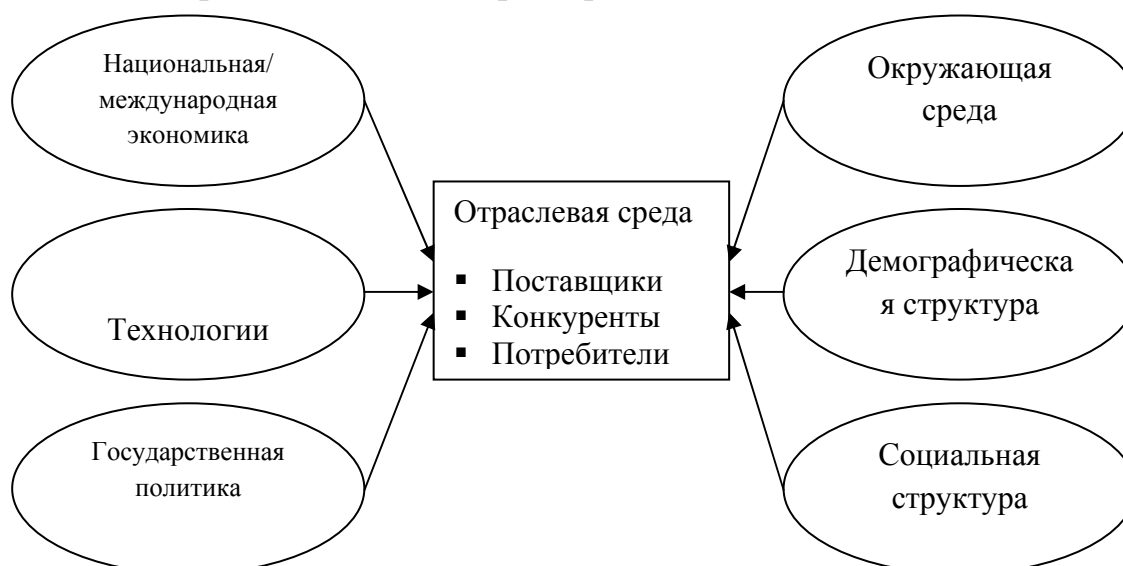 Национальная/
международная
экономика
Технологии
Государственная
политика
Отраслевая среда
▪ Поставщики
▪ Конкуренты
▪ Потребители
Окружающая
среда
Демографическа
я структура
Социальная
структура